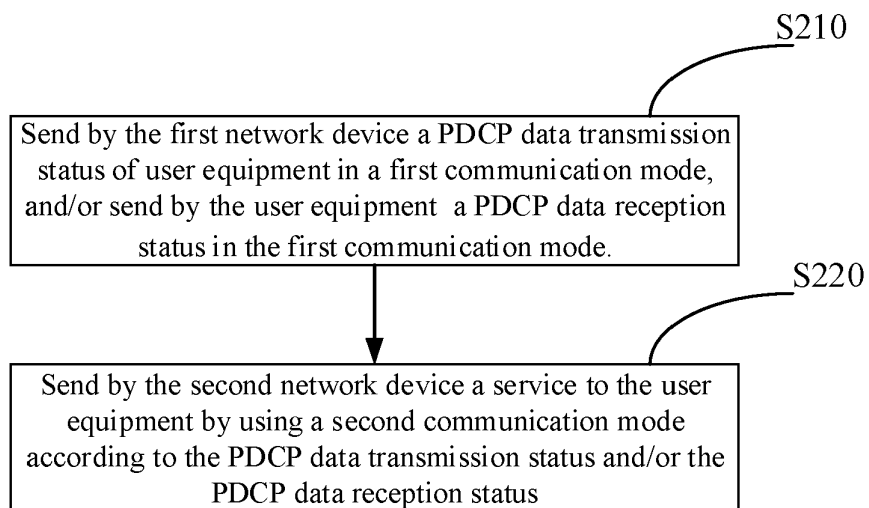 S210
Send by the first network device a PDCP data transmission
status of user equipment in a first communication mode,
and/or send by the user equipment a PDCP data reception
status in the first communication mode.
S220
Send by the second network device a service to the user
equipment by using a second communication mode
according to the PDCP data transmission status and/or the
PDCP data reception status